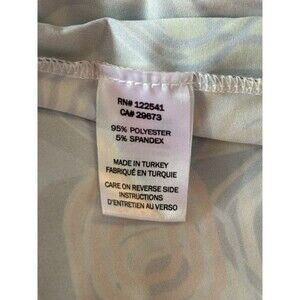 RN# 122541
CA# 29673
95% POLYESTER
5% SPANDEX
MADE IN TURKEY
FABRIQUÉ EN TURQUIE
CARE ON REVERSE SIDE
INSTRUCTIONS
D'ENTRETIEN AU VERSO